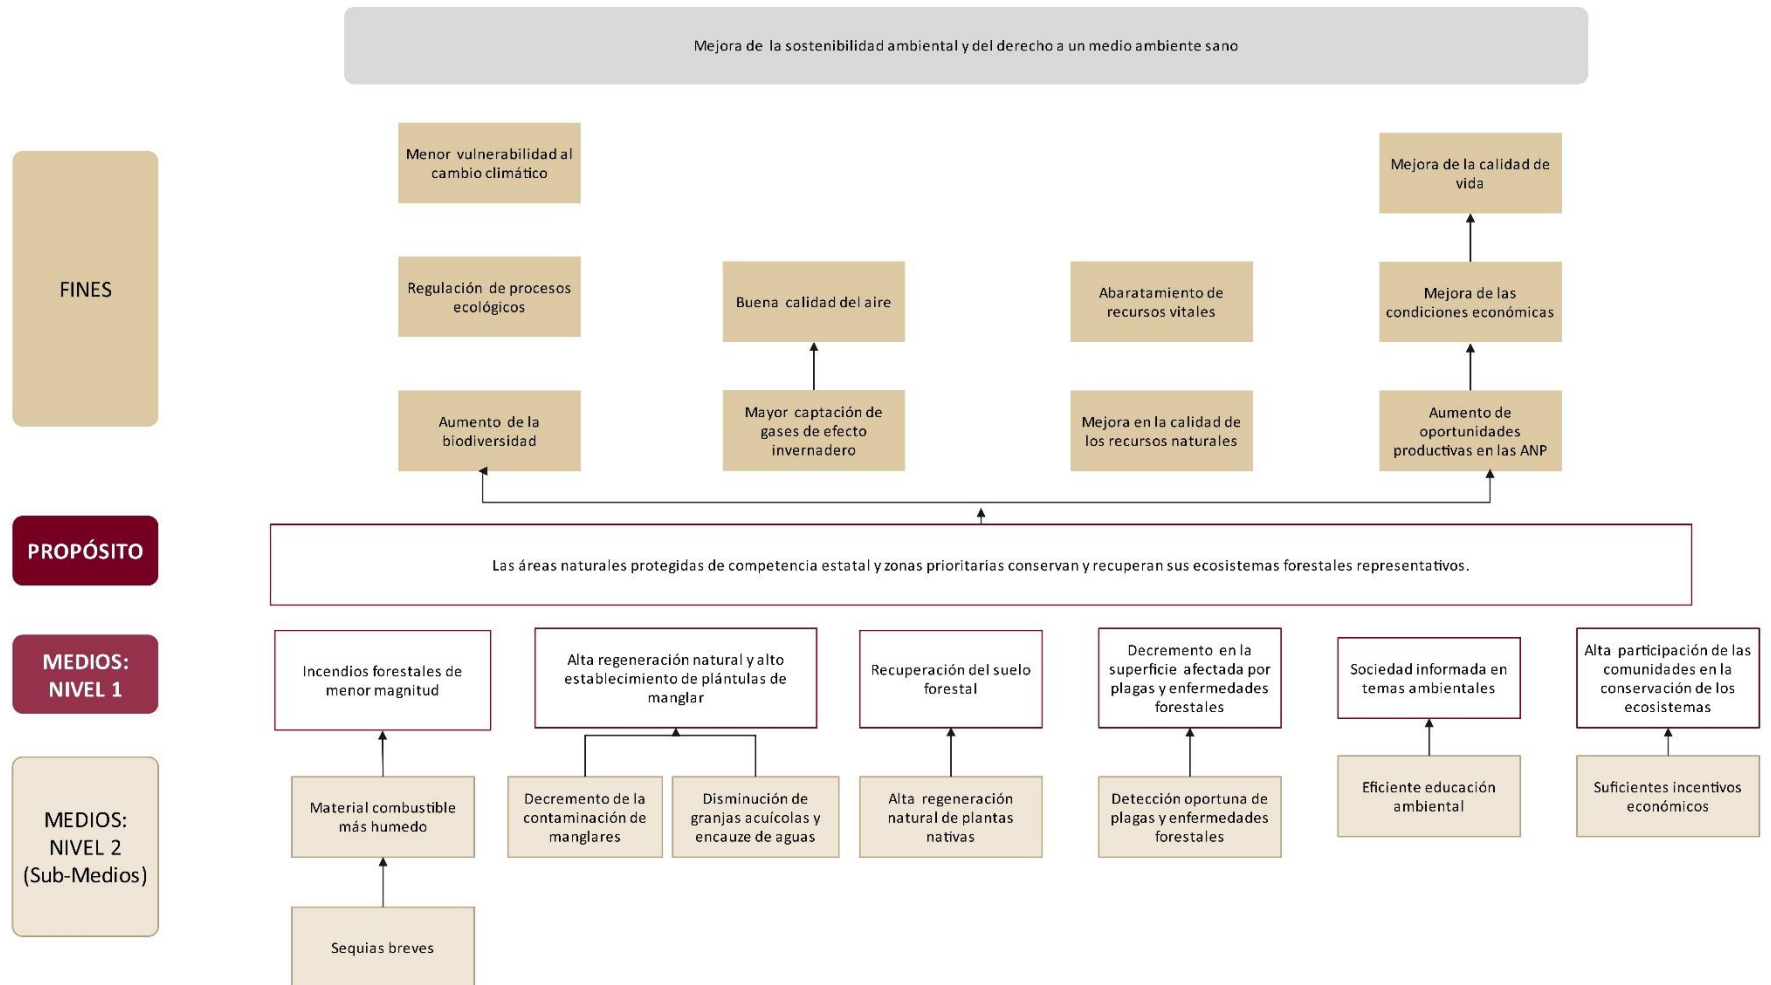 Mejora de la sostenibilidad ambiental y del derecho a un medio ambiente sano
FINES
Menor vulnerabilidad al
cambio climático
Mejora de la calidad de
vida
Regulación de procesos
ecológicos
Buena calidad del aire
Abaratamiento de
recursos vitales
Mejora de las
condiciones económicas
Aumento de la
biodiversidad
Mayor captación de
gases de efecto
invernadero
Mejora en la calidad de
los recursos naturales
Aumento de
oportunidades
productivas en las ANP
PROPÓSITO
Las áreas naturales protegidas de competencia estatal y zonas prioritarias conservan y recuperan sus ecosistemas forestales representativos.
MEDIOS:
NIVEL 1
Incendios forestales de
menor magnitud
Alta regeneración natural y alto
establecimiento de plántulas de
manglar
Recuperación del suelo
forestal
Decremento en la
superficie afectada por
plagas y enfermedades
forestales
Sociedad informada en
temas ambientales
Alta participación de las
comunidades en la
conservación de los
ecosistemas
MEDIOS:
NIVEL 2
(Sub-Medios)
Material combustible
más humedo
Decremento de la
contaminación de
manglares
Disminución de
granjas acuícolas y
encauze de aguas
Alta regeneración
natural de plantas
nativas
Detección oportuna de
plagas y enfermedades
forestales
Eficiente educación
ambiental
Suficientes incentivos
económicos
Sequias breves